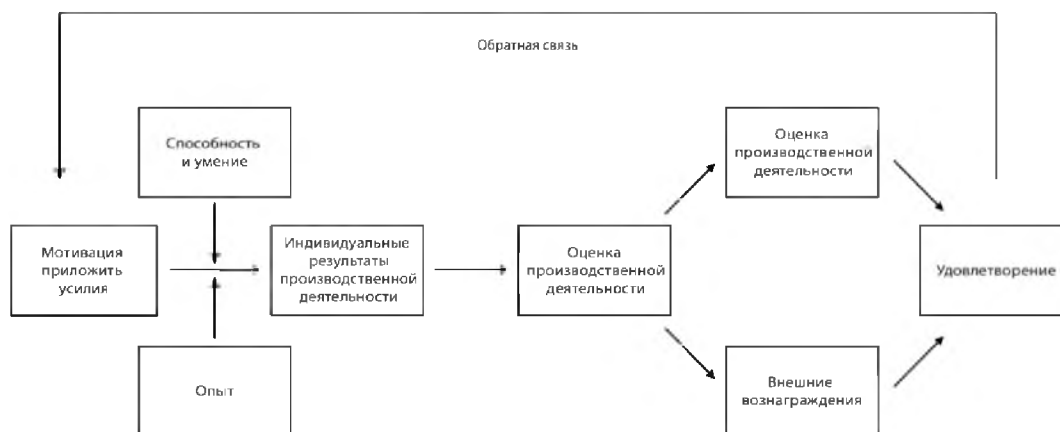 Обратная связь
Способность
и умение
Оценка
производственной
деятельности
Мотивация
приложить
усилия
Индивидуальные
результаты
производственной
деятельности
Оценка
производственной
деятельности
Удовлетворение
Опыт
Внешние
вознаграждения